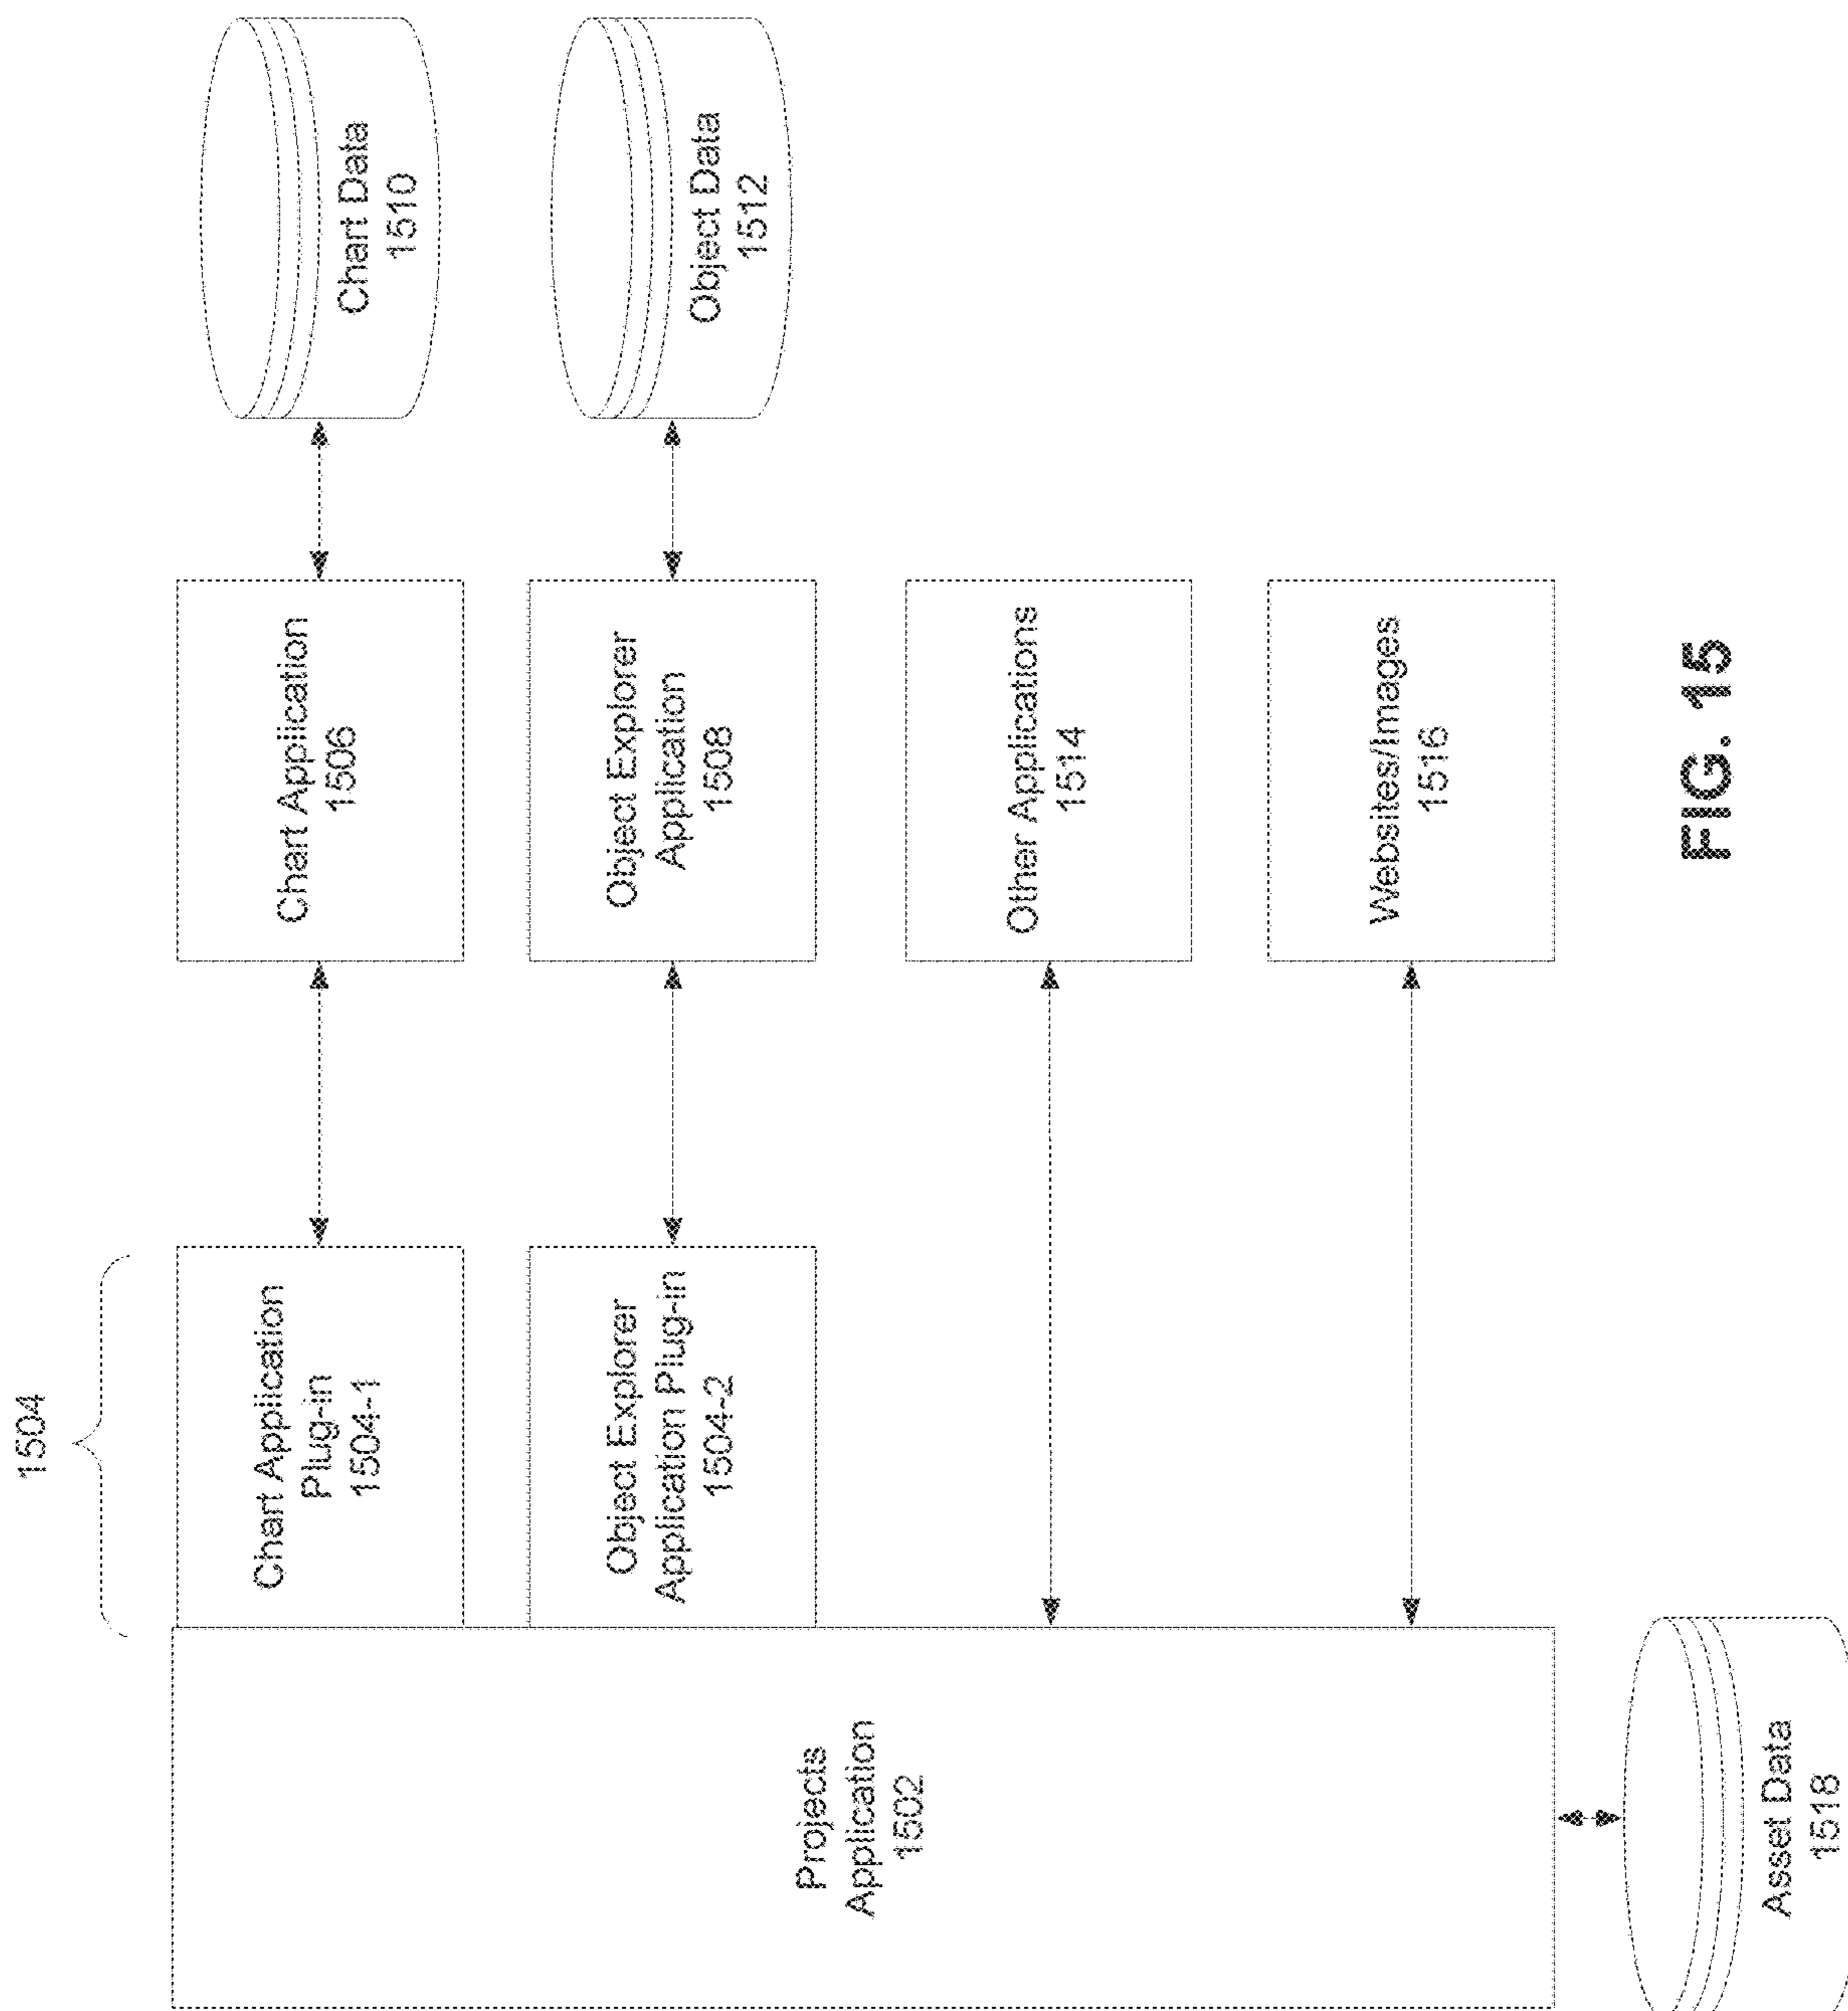 1504
Projects
Application
1502
Chart Application
Plug-in
1504-1
Chart Application
1506
Chart Data
1510
Object Explorer
Application Plug-in
1504-2
Object Explorer
Application
1508
Object Data
1512
Other Applications
1514
Websites/Images
1516
Asset Data
1518
FIG. 15